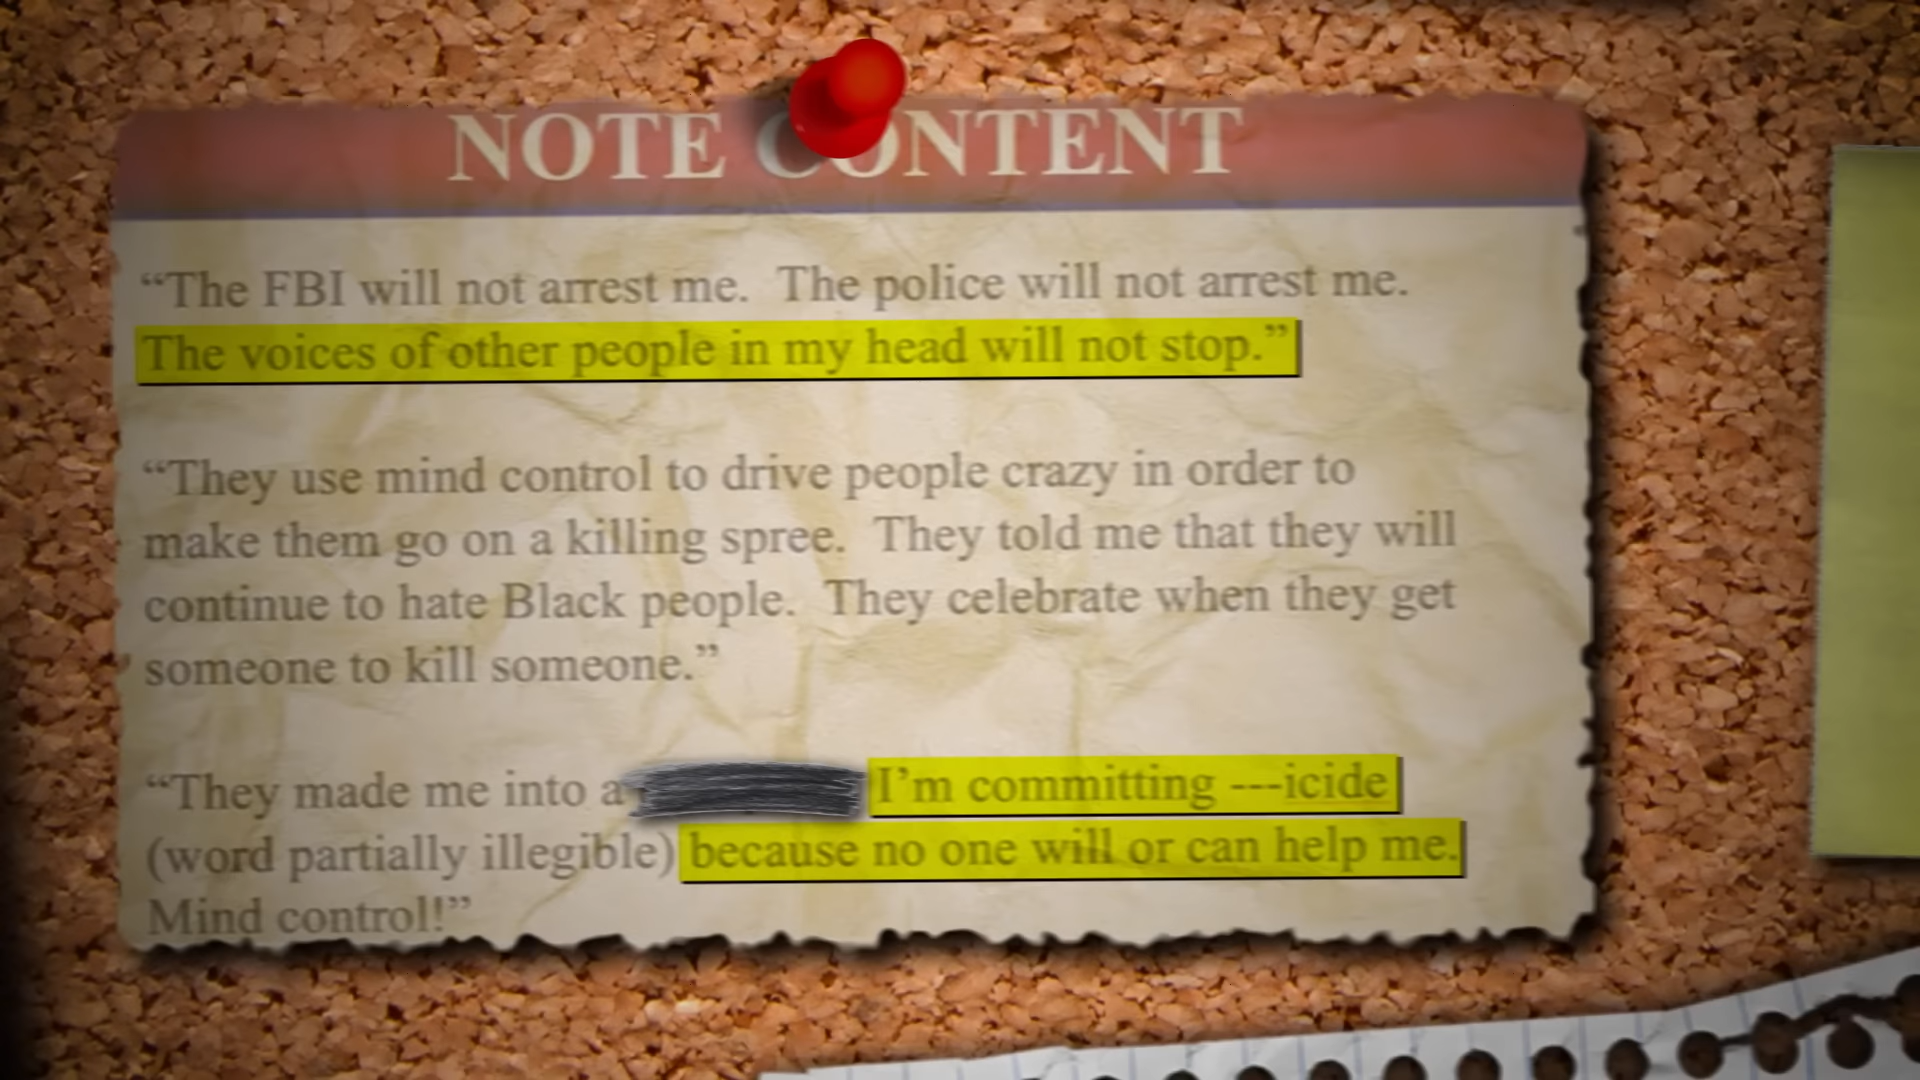 NOTE CONTENT
“The FBI will not arrest me. The police will not arrest me.
The voices of other people in my head will not stop.”
“They use mind control to drive people crazy in order to
make them go on a killing spree. They told me that they will
continue to hate Black people. They celebrate when they get
someone to kill someone.”
“They made me into a I’m committing ---icide
(word partially illegible) because no one will or can help me.
Mind control!”